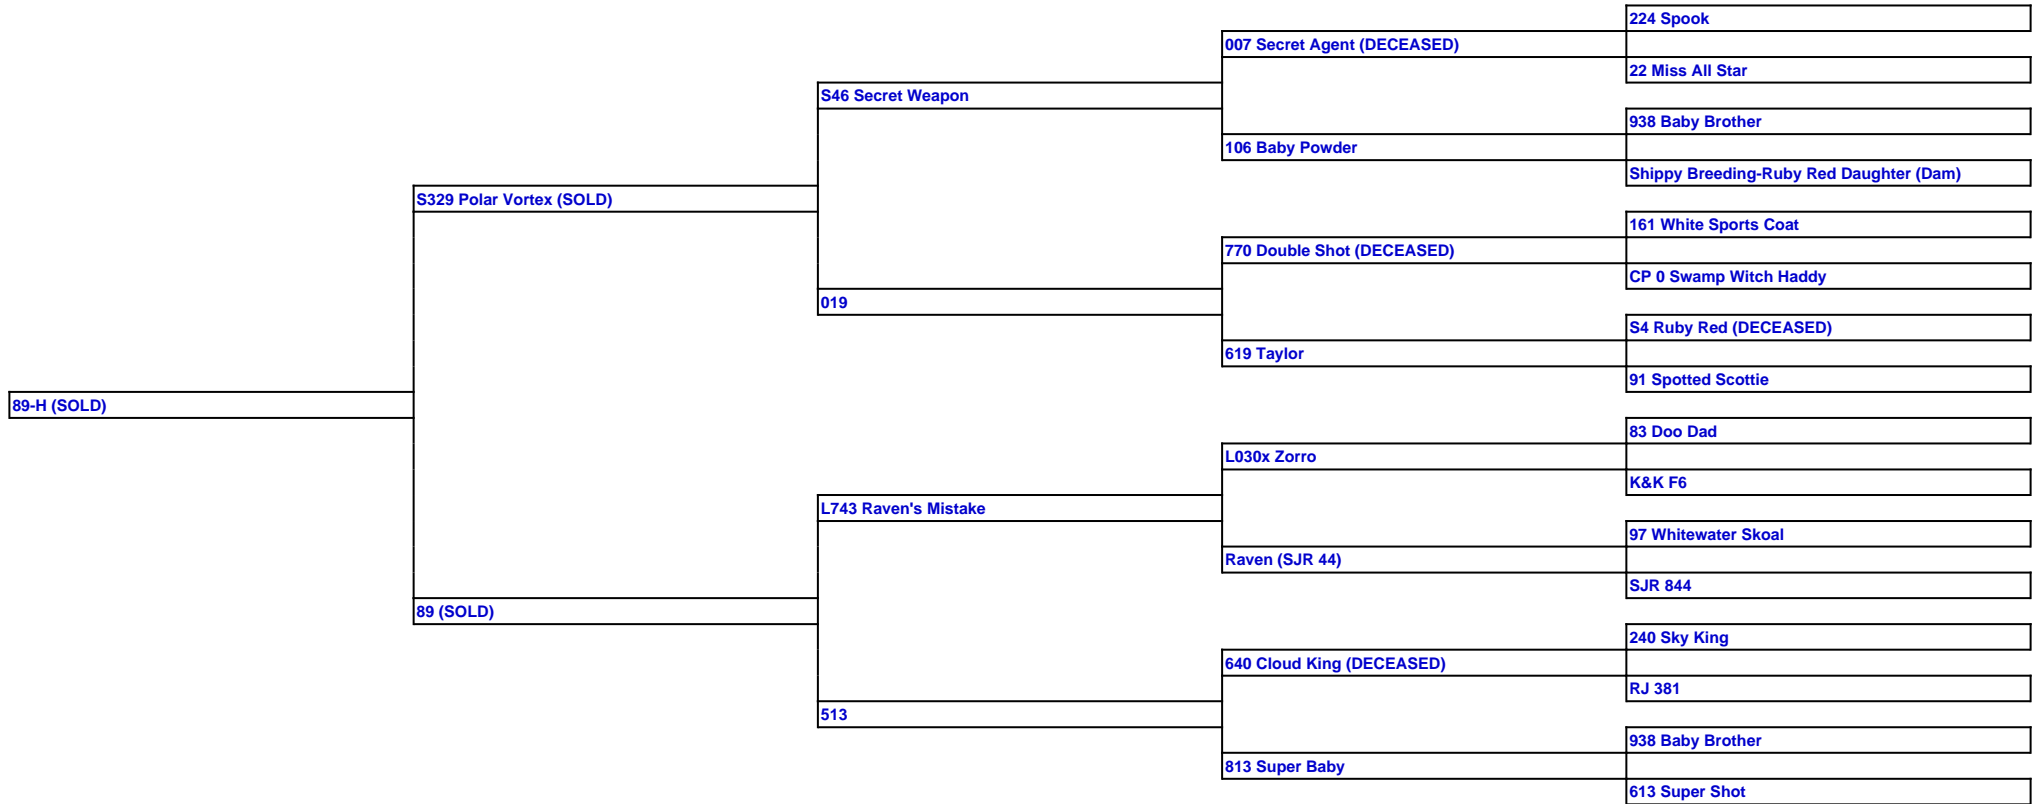 224 Spook
007 Secret Agent (DECEASED)
22 Miss All Star
S46 Secret Weapon
938 Baby Brother
106 Baby Powder
Shippy Breeding-Ruby Red Daughter (Dam)
S329 Polar Vortex (SOLD)
161 White Sports Coat
770 Double Shot (DECEASED)
CP 0 Swamp Witch Haddy
019
S4 Ruby Red (DECEASED)
619 Taylor
91 Spotted Scottie
89-H (SOLD)
83 Doo Dad
L030x Zorro
K&K F6
L743 Raven's Mistake
97 Whitewater Skoal
Raven (SJR 44)
SJR 844
89 (SOLD)
240 Sky King
640 Cloud King (DECEASED)
RJ 381
513
938 Baby Brother
813 Super Baby
613 Super Shot